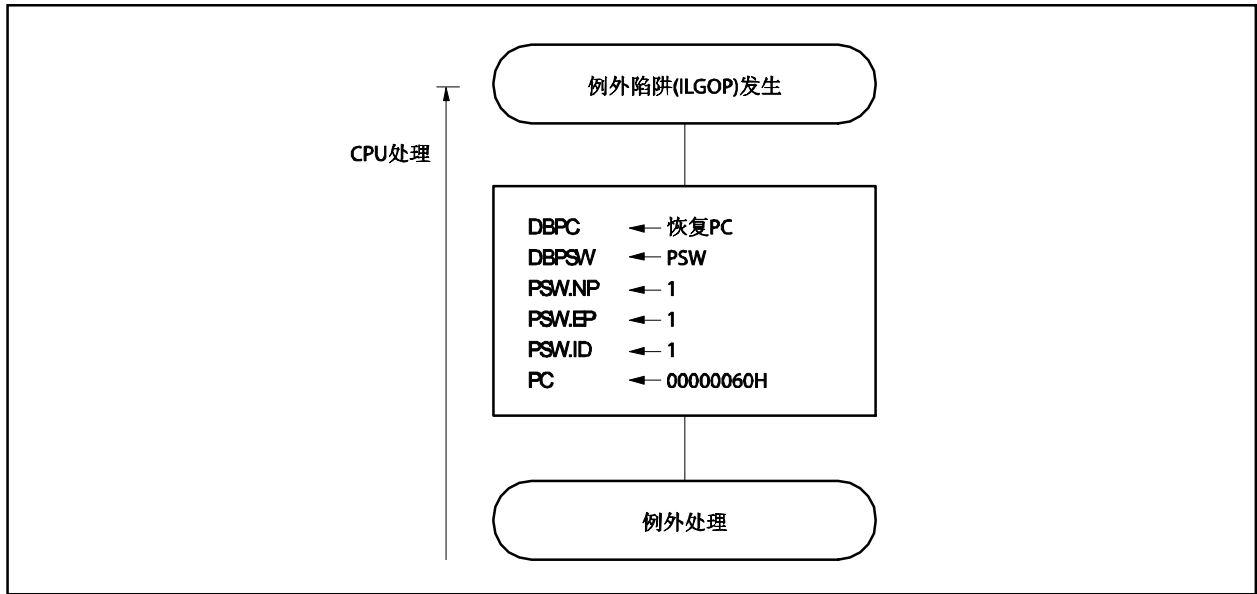 例外陷阱(ILGOP)发生
CPU处理
DBPC ← 恢复PC
DBPSW ← PSW
PSW.NP ← 1
PSW.EP ← 1
PSW.ID ← 1
PC ← 00000060H
例外处理